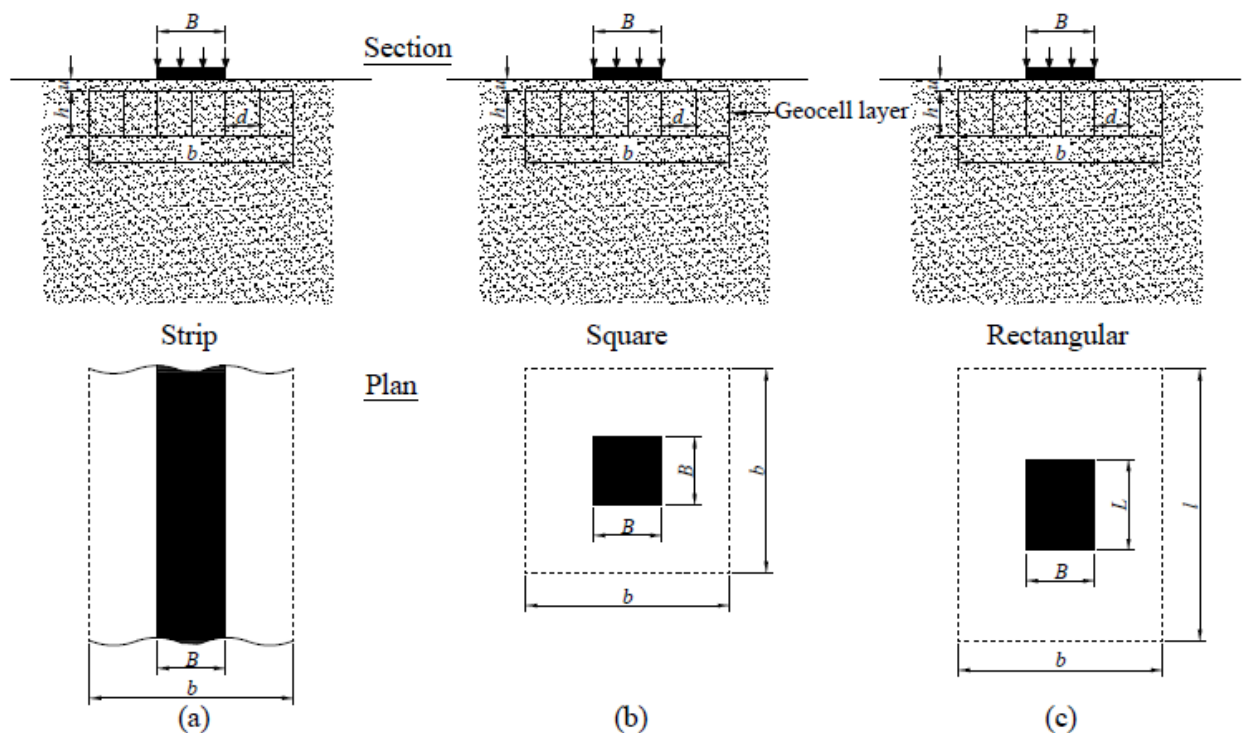 B B B
Section
u u u
h d h d Geocell layer h d
b b b
Strip Square Rectangular
Plan
B b L l
B B
b b
B
b
(a) (b) (c)